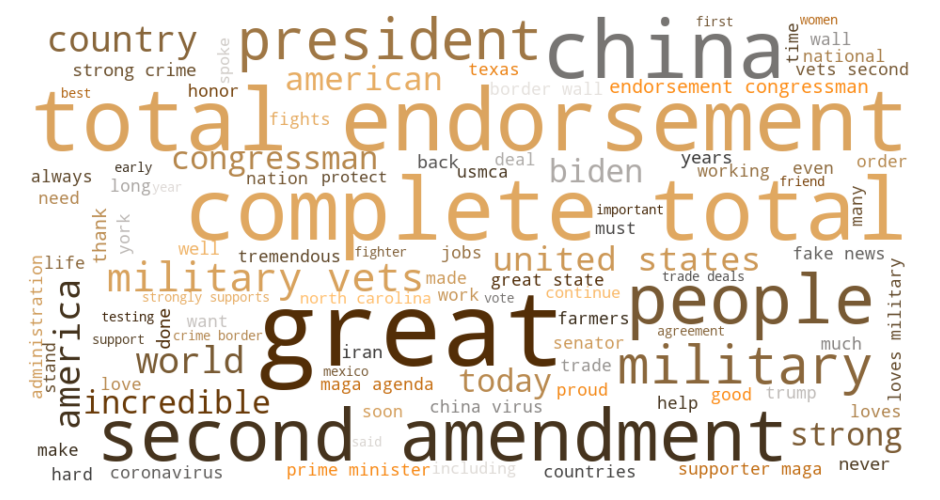 first
women
country
president
china
time
wall
spoke
national
strong crime
american
texas
vets second
best
honor
border wall
endorsement congressman
total endorsement
fights
congressman
early
back
deal
biden
years
order
always
nation
protect
usmca
working
even
long
year
friend
need
complete total
important
many
thank
york
must
well
tremendous
fighter
jobs
united states
fake news
administration
life
military vets
made
great state
trade deals
strongly supports
north carolina
work
vote
continue
people
loves military
america
testing
want
great
farmers
support
done
crime border
agreement
stand
world
iran
senator
much
mexico
trade
military
love
maga agenda
today
proud
good
trump
incredible
soon
china virus
help
loves
second amendment
strong
make
said
never
hard
coronavirus
prime minister
including
countries
supporter maga